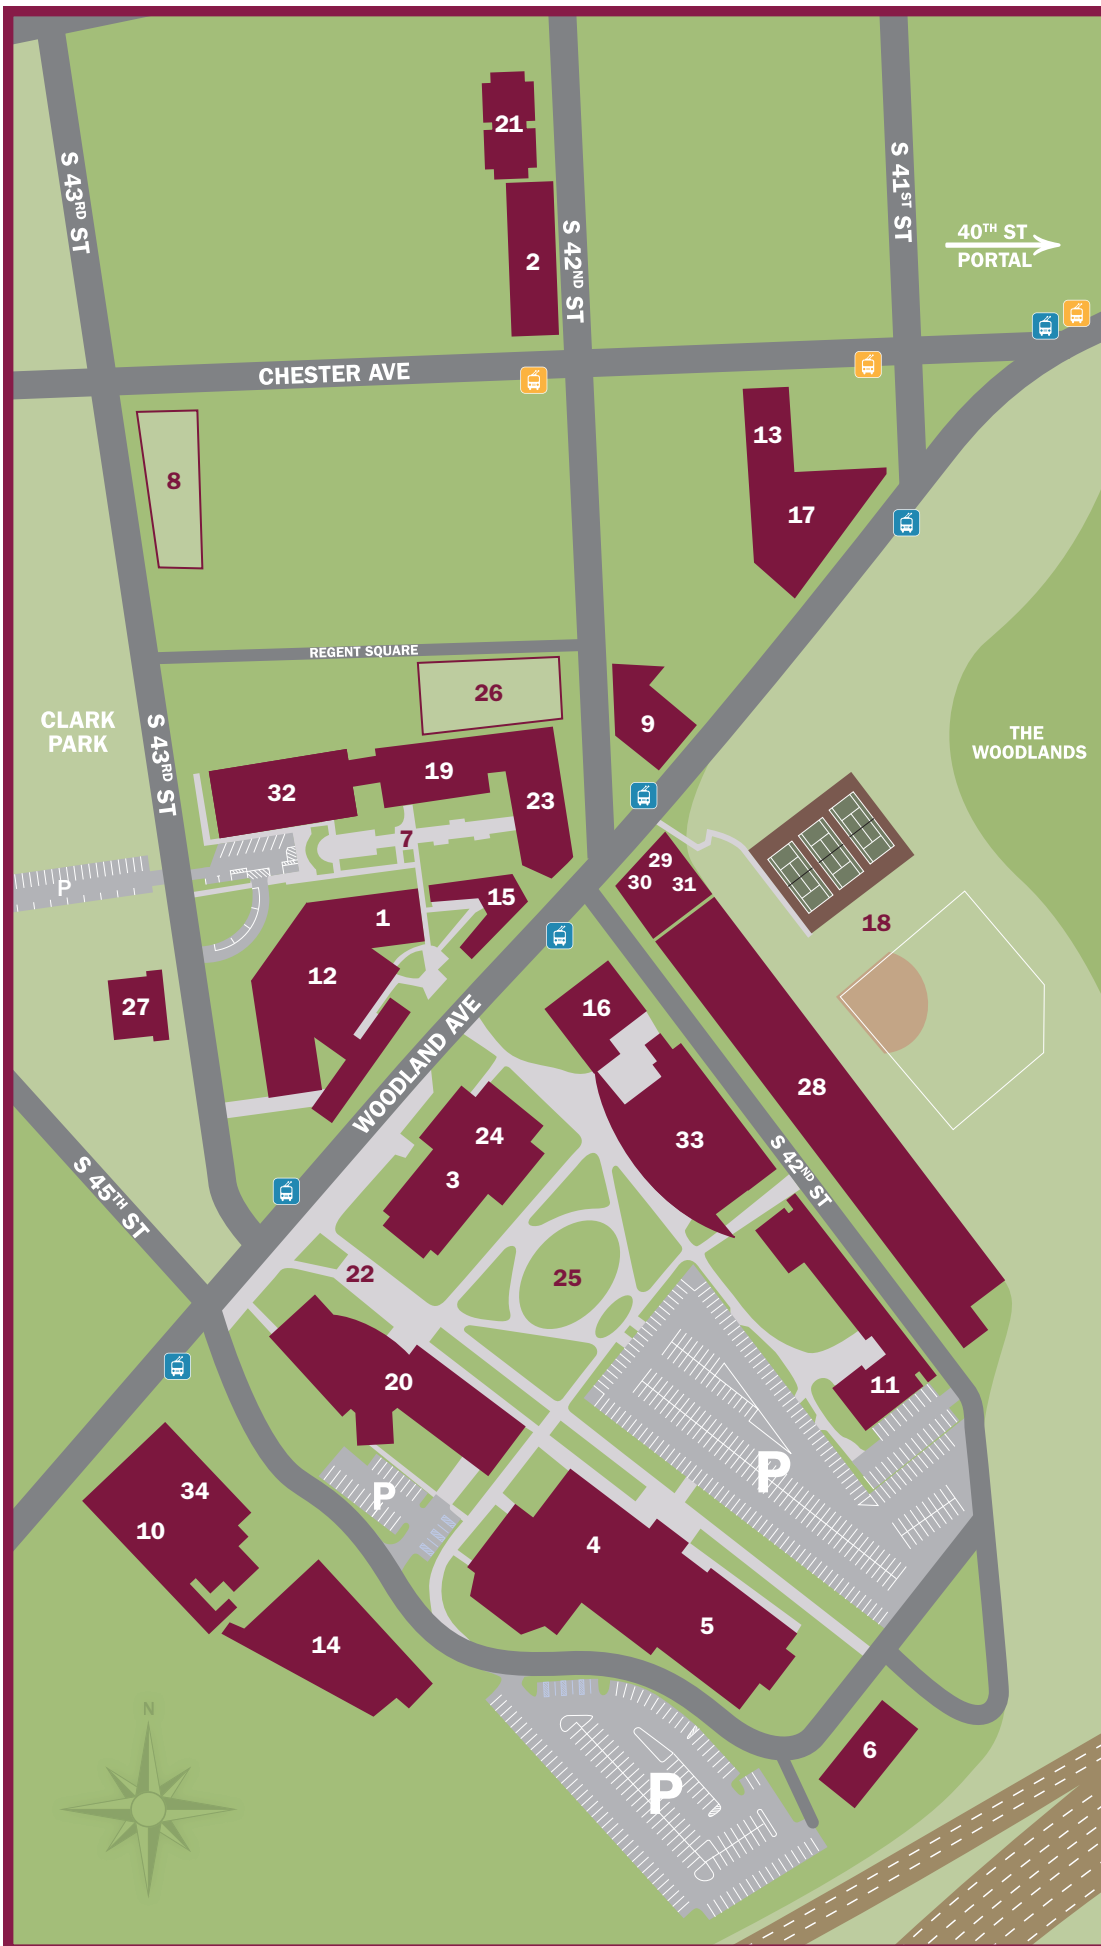 21
S 43RD ST
S 41ST ST
40TH ST
PORTAL
2
S 42ND ST
CHESTER AVE
13
8
17
REGENT SQUARE
26
CLARK
PARK
9
THE
WOODLANDS
S 43RD ST
19
32
23
7
29
30
31
P
15
1
18
12
27
16
WOODLAND AVE
28
24
33
3
S 42ND ST
S 45TH ST
22
25
20
11
P
34
P
10
4
5
14
N
6
P